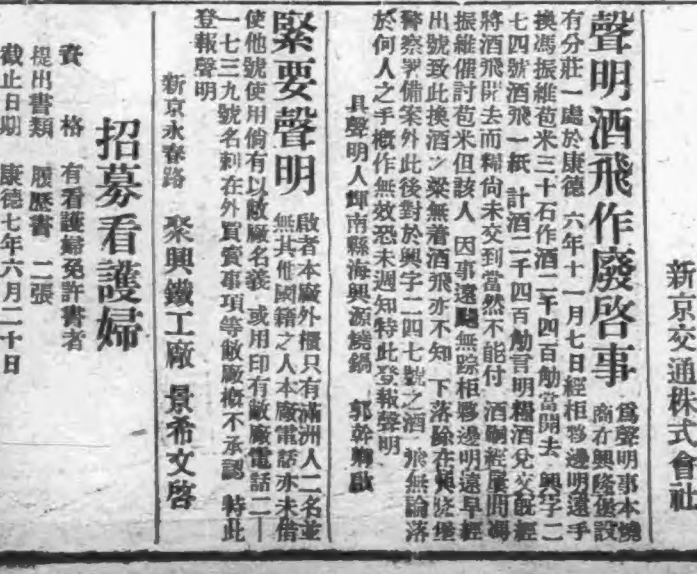 新京交通株式會社
聲明酒飛作廢啓事
爲聲明事本燒
商在興隆堡設
有分莊一處於康德六年十一月七日經柜夥邊明遠手
換馮振維苞米三十石作酒二千四百觔當開去興字二
七四號酒飛一紙計酒二千四百觔言明糧酒兌交旣經
將酒飛開去而糧尚未交到當然不能付酒嗣經屢問馮
振維催討苞米但該人因事遠颺無踪柜夥邊明遠早經
出號致此換酒之粱無着酒飛亦不知下落除在興堡
警察署備案外此後對於興字二四七號之酒飛無論落
於何人之手概作無效恐未週知特此登報聲明
具聲明人輝南縣海興源燒鍋 郭幹啟
緊要聲明
啟者本廠外櫃只有滿洲人二名並
無其他國籍之人本廠電話亦未借
使他號使用倘有以敝廠名義或用印有敝廠電話二—
一七三九號名刺在外買賣事項等敝廠概不承認特此
登報聲明
新京永春路 聚興鐵工廠 景希文啓
招募看護婦
資格 有看護婦免許書者
提出書類 履歷書 二張
截止日期 康德七年六月二十日